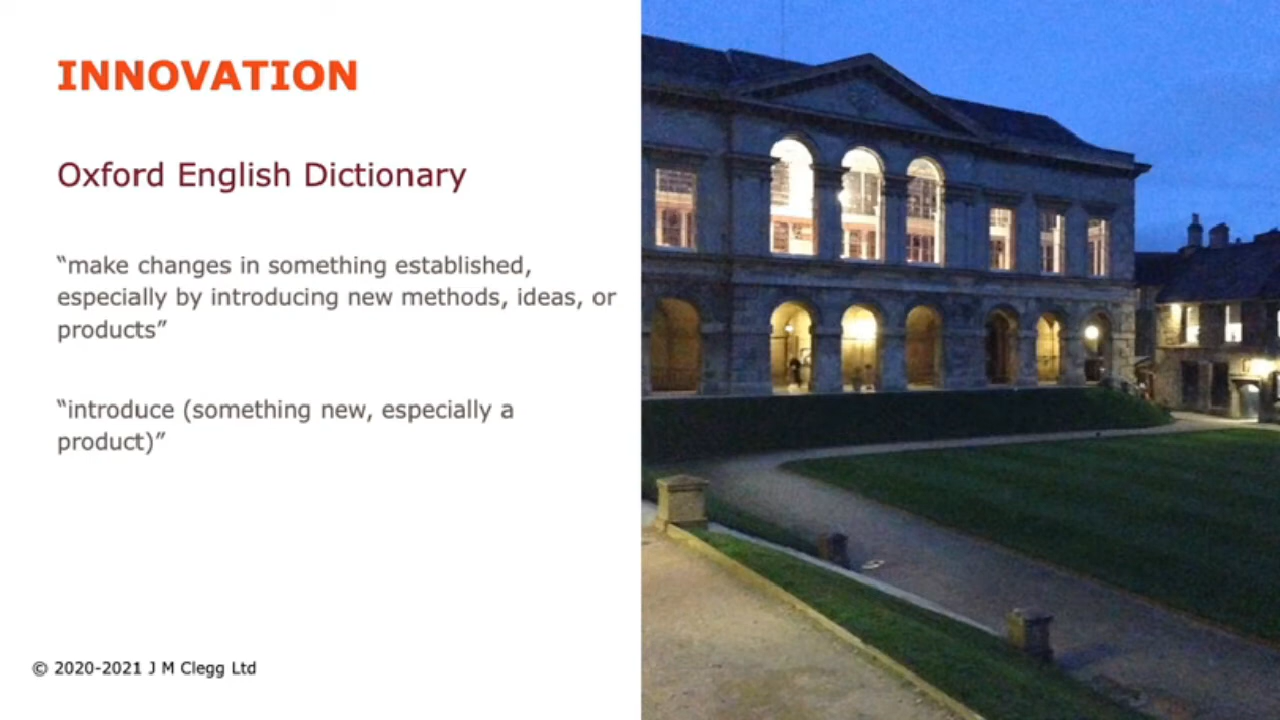 INNOVATION
Oxford English Dictionary
“make changes in something established,
especially by introducing new methods, ideas, or
products”
“introduce (something new, especially a
product)”
© 2020-2021 J M Clegg Ltd